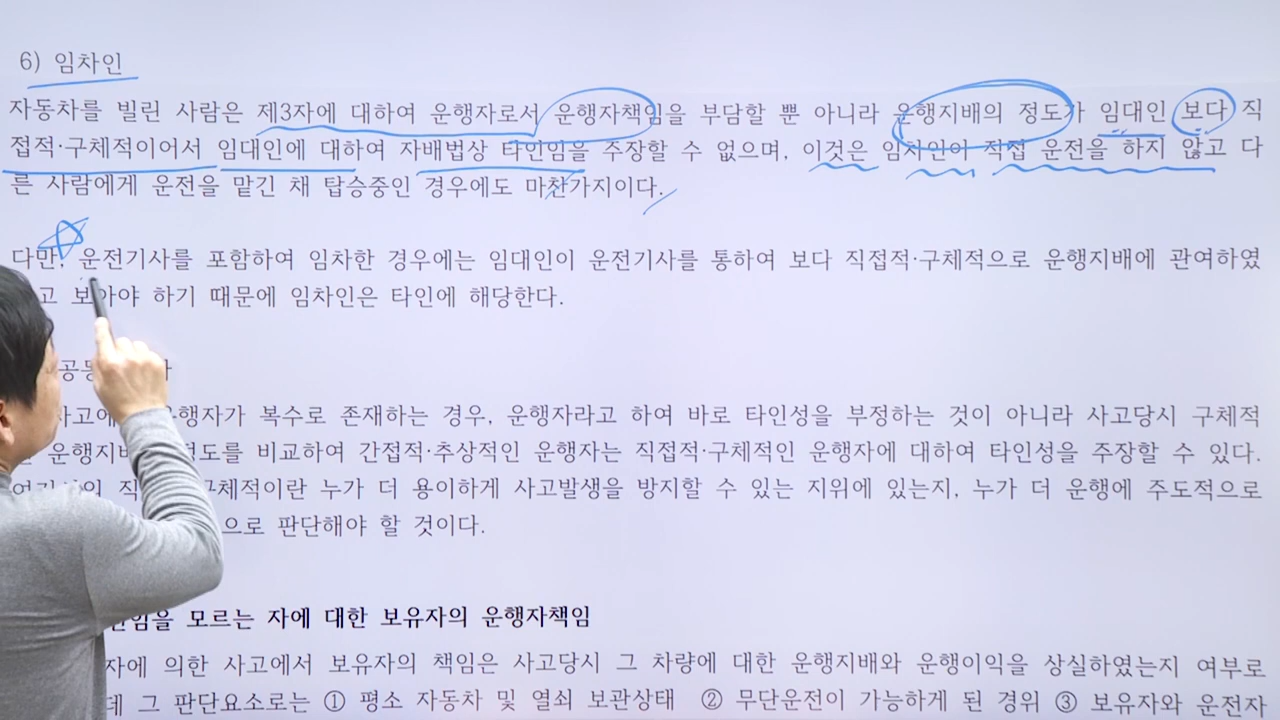 6) 임차인
자동차를 빌린 사람은 제3자에 대하여 운행자로서 운행자책임을 부담할 뿐 아니라 운행지배의 정도가 임대인 보다 직
접적·구체적이어서 임대인에 대하여 자배법상 타인임을 주장할 수 없으며, 이것은 임차인이 직접 운전을 하지 않고 다
른 사람에게 운전을 맡긴 채 탑승중인 경우에도 마찬가지이다.
다만, 운전기사를 포함하여 임차한 경우에는 임대인이 운전기사를 통하여 보다 직접적·구체적으로 운행지배에 관여하였
고 보아야 하기 때문에 임차인은 타인에 해당한다.
사고에 행자가 복수로 존재하는 경우, 운행자라고 하여 바로 타인성을 부정하는 것이 아니라 사고당시 구체적
운행지배 정도를 비교하여 간접적·추상적인 운행자는 직접적·구체적인 운행자에 대하여 타인성을 주장할 수 있다.
구체적이란 누가 더 용이하게 사고발생을 방지할 수 있는 지위에 있는지, 누가 더 운행에 주도적으로
으로 판단해야 할 것이다.
모르는 자에 대한 보유자의 운행자책임
자에 의한 사고에서 보유자의 책임은 사고당시 그 차량에 대한 운행지배와 운행이익을 상실하였는지 여부로
데 그 판단요소로는 ① 평소 자동차 및 열쇠 보관상태 ② 무단운전이 가능하게 된 경위 ③ 보유자와 운전자